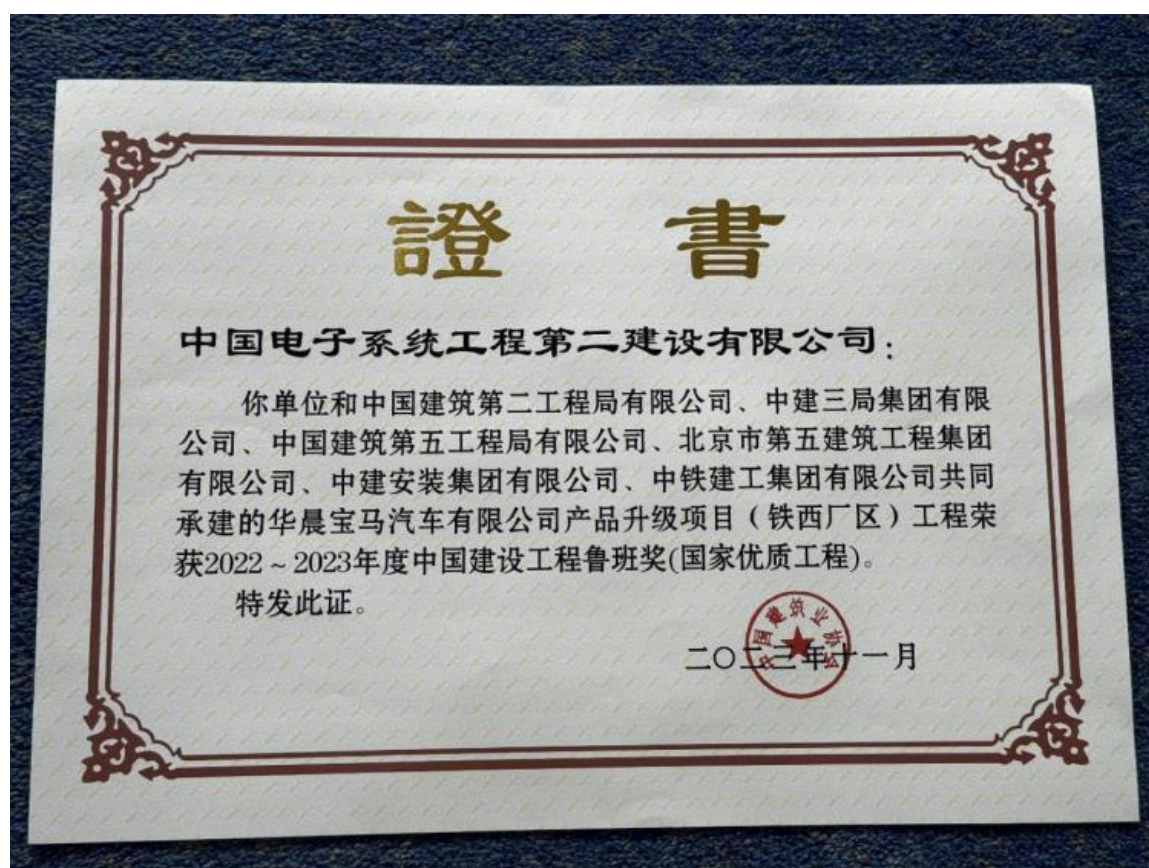 證 書
中国电子系统工程第二建设有限公司：
你单位和中国建筑第二工程局有限公司、中建三局集团有限
公司、中国建筑第五工程局有限公司、北京市第五建筑工程集团
有限公司、中建安装集团有限公司、中铁建工集团有限公司共同
承建的华晨宝马汽车有限公司产品升级项目（铁西厂区）工程荣
获2022～2023年度中国建设工程鲁班奖(国家优质工程)。
特发此证。
中国建筑业协会
二〇二三年十一月